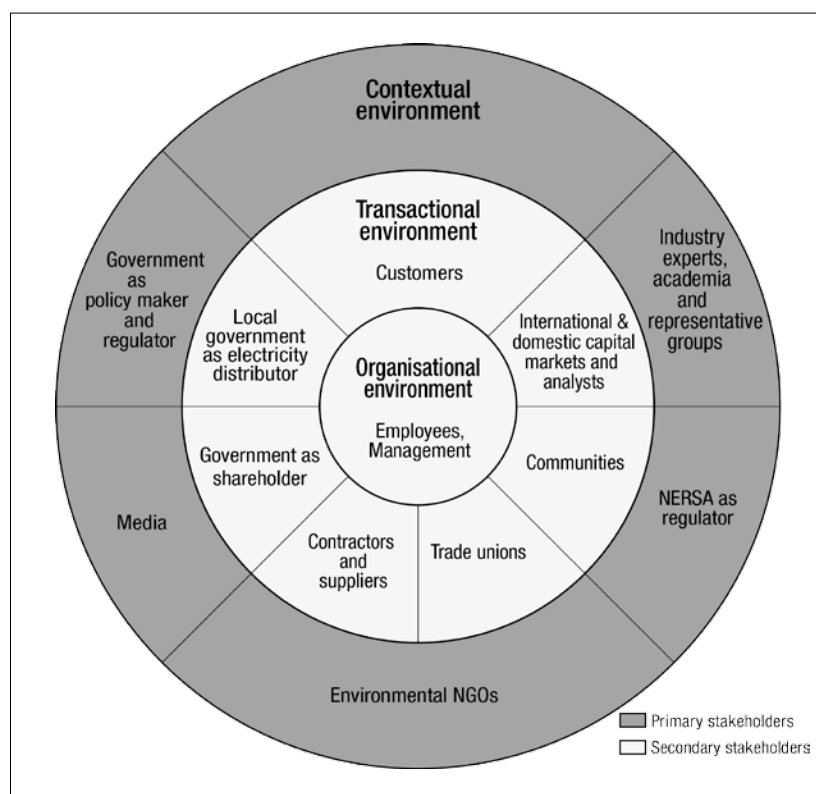 Contextual
environment
Transactional
environment
Customers
Government
as
policy maker
and
regulator
Industry
experts,
academia
and
representative
groups
Local
government
as electricity
distributor
International &
domestic capital
markets and
analysts
Organisational
environment
Employees,
Management
Government as
shareholder
Communities
Media
NERSA as
regulator
Contractors
and
suppliers
Trade unions
Environmental NGOs
Primary stakeholders
Secondary stakeholders